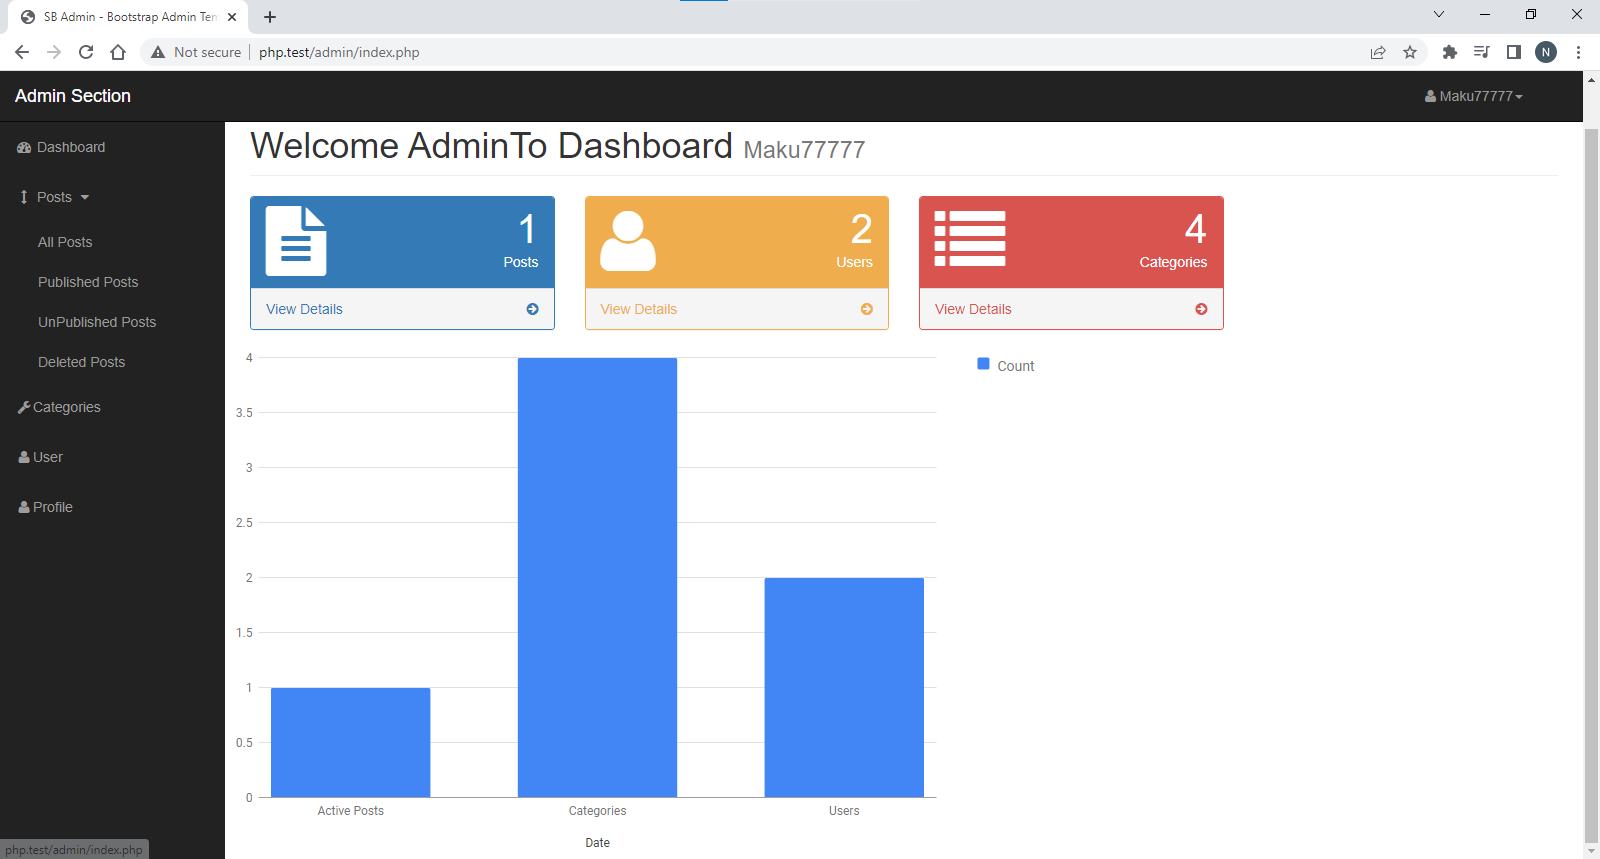 SB Admin - Bootstrap Admin Tem
Not secure
php.test/admin/index.php
N
Admin Section
Maku77777
Dashboard
Posts
All Posts
Published Posts
UnPublished Posts
Deleted Posts
Categories
User
Profile
Welcome AdminTo Dashboard Maku77777
1
Posts
View Details
2
Users
View Details
4
Categories
View Details
4
3.5
3
2.5
2
1.5
1
0.5
0
Active Posts
Categories
Users
Date
Count
php.test/admin/index.php